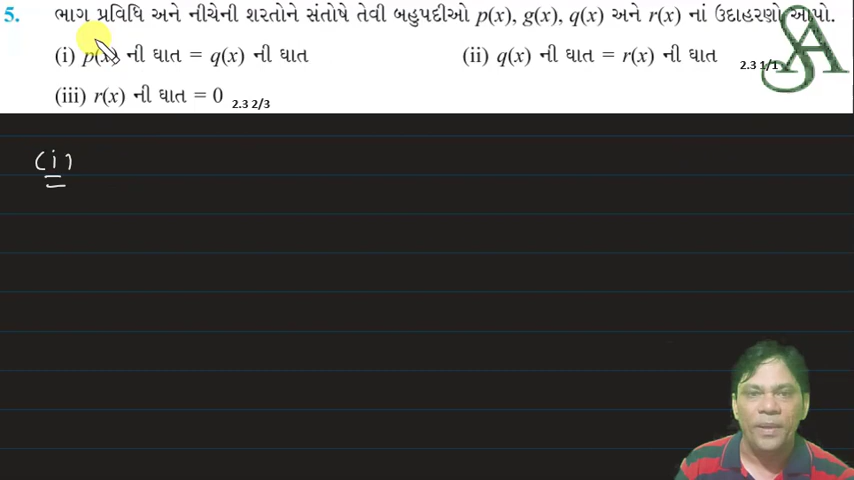 5. ભાગ પ્રવિધિ અને નીચેની શરતોને સંતોષે તેવી બહુપદીઓ p(x), g(x), q(x) અને r(x) નાં ઉદાહરણો આપો.
(i) p(x) ની ઘાત = q(x) ની ઘાત (ii) q(x) ની ઘાત = r(x) ની ઘાત 2.3 1/1
(iii) r(x) ની ઘાત = 0 2.3 2/3
(i)